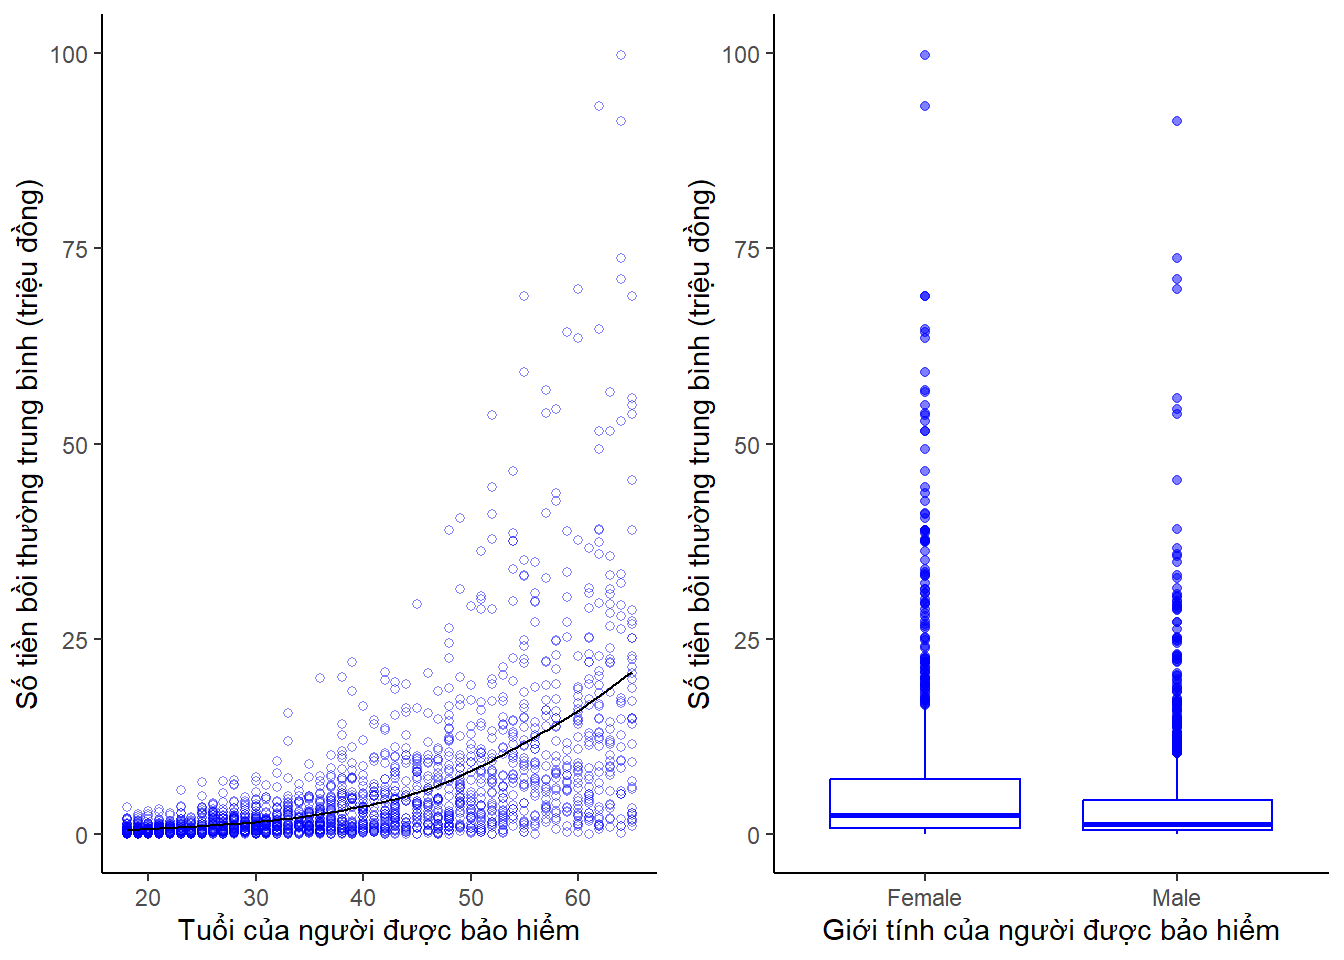 Số tiền bồi thường trung bình (triệu đồng)
100
75
50
25
0
20 30 40 50 60
Tuổi của người được bảo hiểm
Số tiền bồi thường trung bình (triệu đồng)
100
75
50
25
0
Female Male
Giới tính của người được bảo hiểm